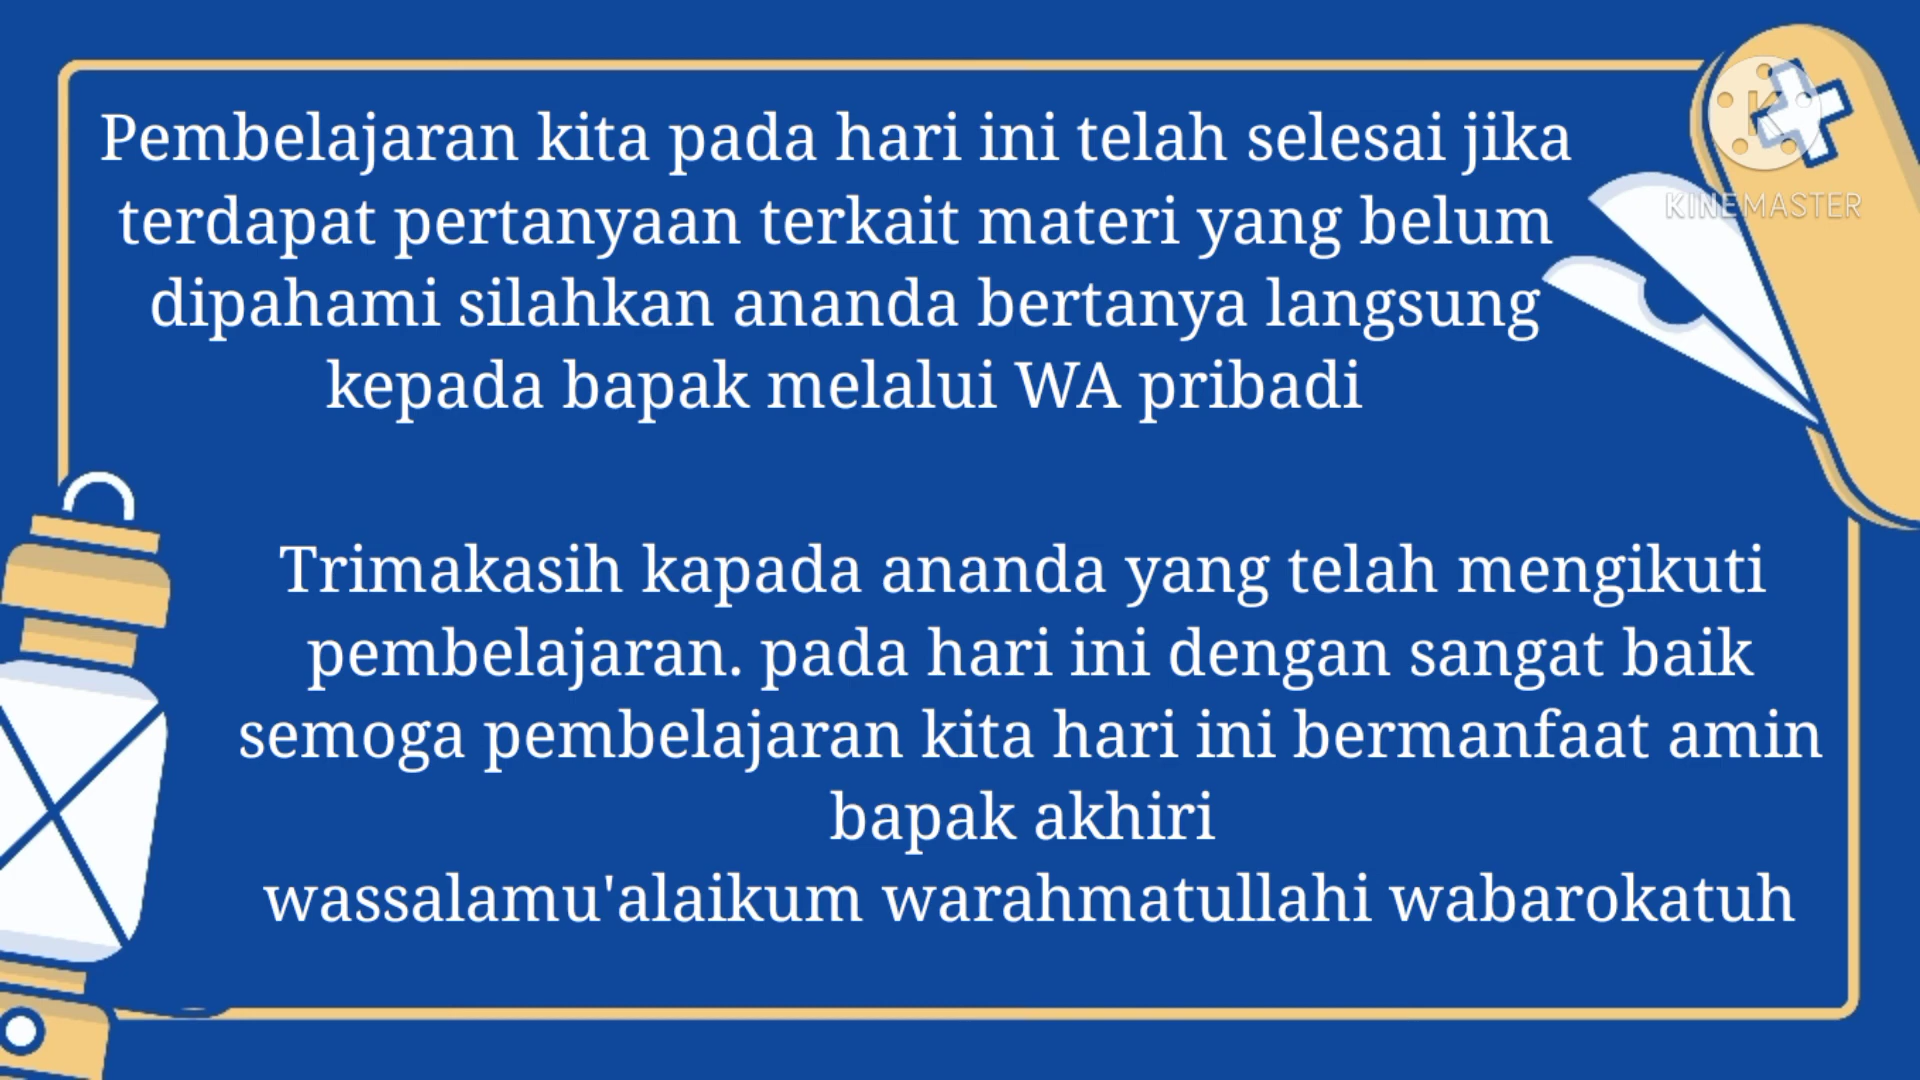 Pembelajaran kita pada hari ini telah selesai jika
terdapat pertanyaan terkait materi yang belum
dipahami silahkan ananda bertanya langsung
kepada bapak melalui WA pribadi
K
KINEMASTER
Trimakasih kapada ananda yang telah mengikuti
pembelajaran. pada hari ini dengan sangat baik
semoga pembelajaran kita hari ini bermanfaat amin
bapak akhiri
wassalamu'alaikum warahmatullahi wabarokatuh